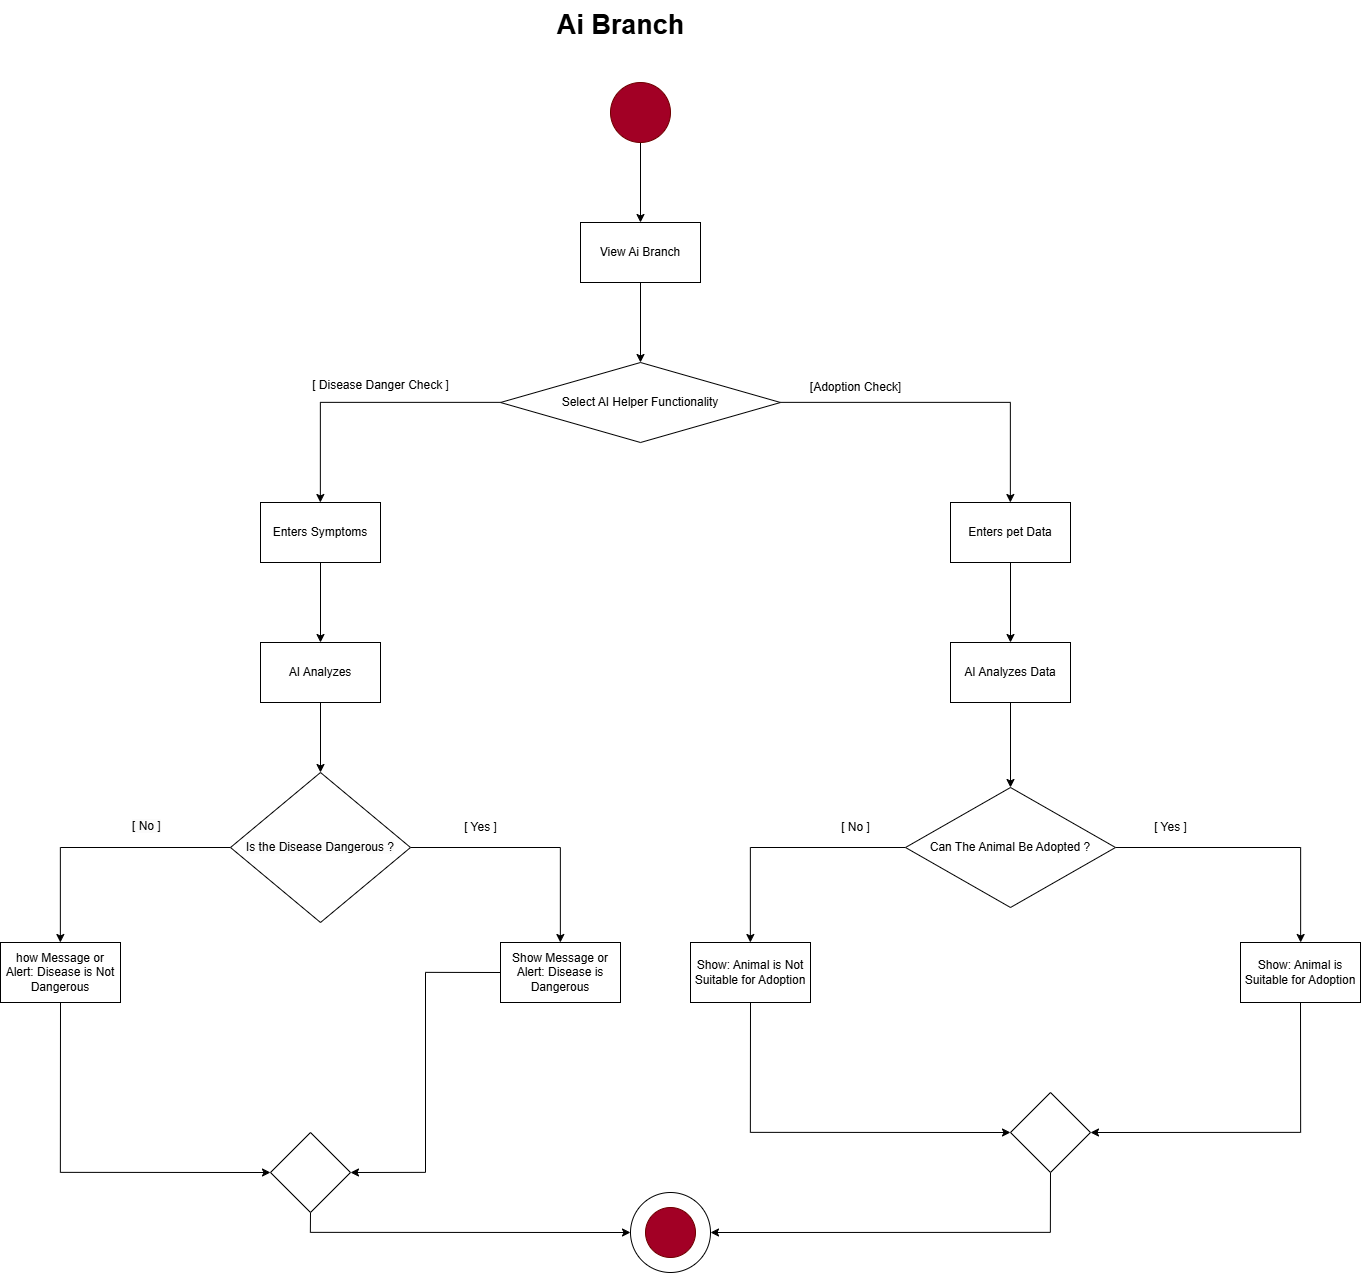 Ai Branch
View Ai Branch
[ Disease Danger Check ]
Select AI Helper Functionality
[Adoption Check]
Enters Symptoms
Enters pet Data
AI Analyzes
AI Analyzes Data
[ No ]
Is the Disease Dangerous ?
[ Yes ]
[ No ]
Can The Animal Be Adopted ?
[ Yes ]
how Message or
Alert: Disease is Not
Dangerous
Show Message or
Alert: Disease is
Dangerous
Show: Animal is Not
Suitable for Adoption
Show: Animal is
Suitable for Adoption